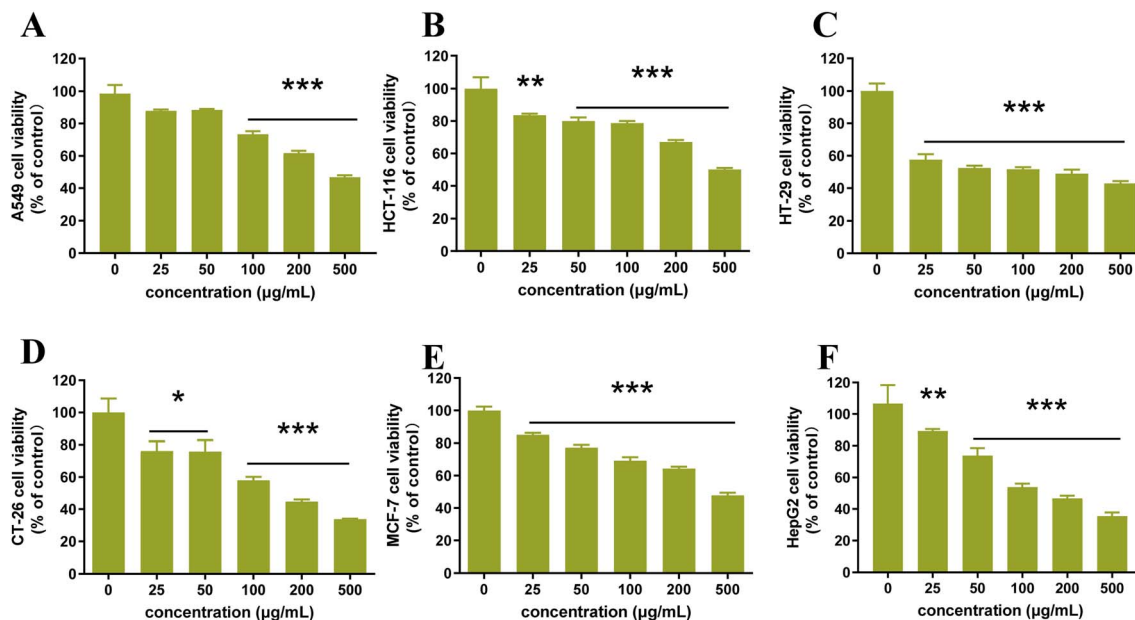 A
A549 cell viability
(% of control)
120
100
80
60
40
20
0
***
0 25 50 100 200 500
concentration (μg/mL)
B
HCT-116 cell viability
(% of control)
120
100
80
60
40
20
0
**
***
0 25 50 100 200 500
concentration (μg/mL)
C
HT-29 cell viability
(% of control)
120
100
80
60
40
20
0
***
0 25 50 100 200 500
concentration (μg/mL)
D
CT-26 cell viability
(% of control)
120
100
80
60
40
20
0
*
***
0 25 50 100 200 500
concentration (μg/mL)
E
MCF-7 cell viability
(% of control)
120
100
80
60
40
20
0
***
0 25 50 100 200 500
concentration (μg/mL)
F
HepG2 cell viability
(% of control)
120
100
80
60
40
20
0
**
***
0 25 50 100 200 500
concentration (μg/mL)